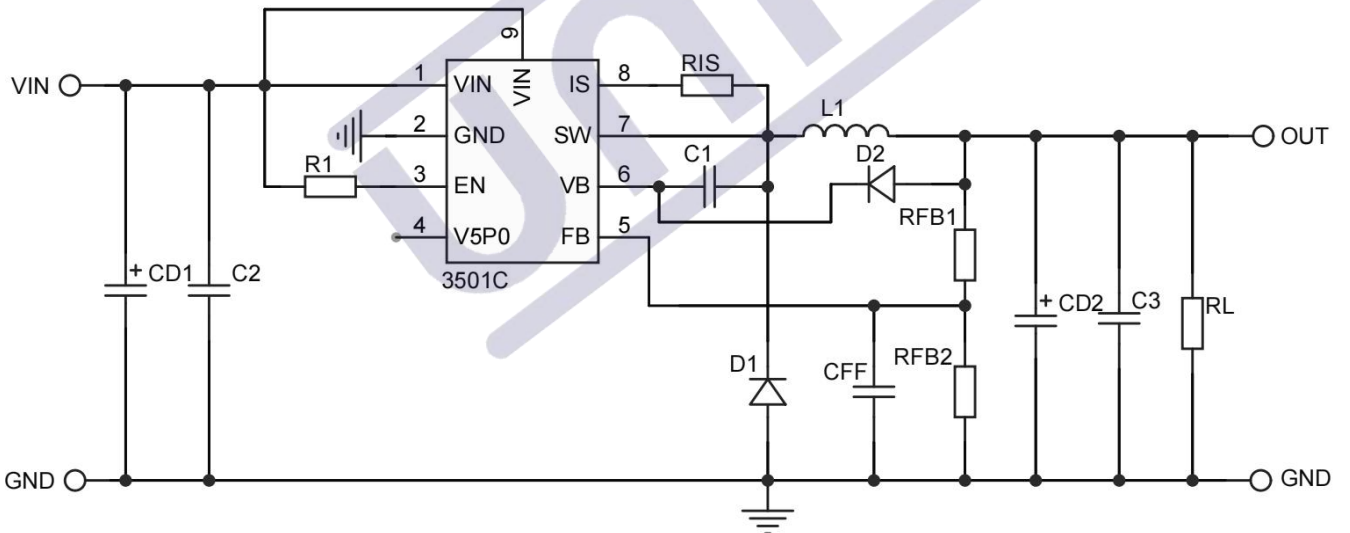 9
VIN
1
VIN
VIN
IS
8
RIS
L1
2
GND
SW
7
OUT
R1
C1
D2
3
EN
VB
6
RFB1
4
V5P0
FB
5
+ CD1
C2
3501C
+ CD2
C3
RL
D1
CFF
RFB2
GND
GND